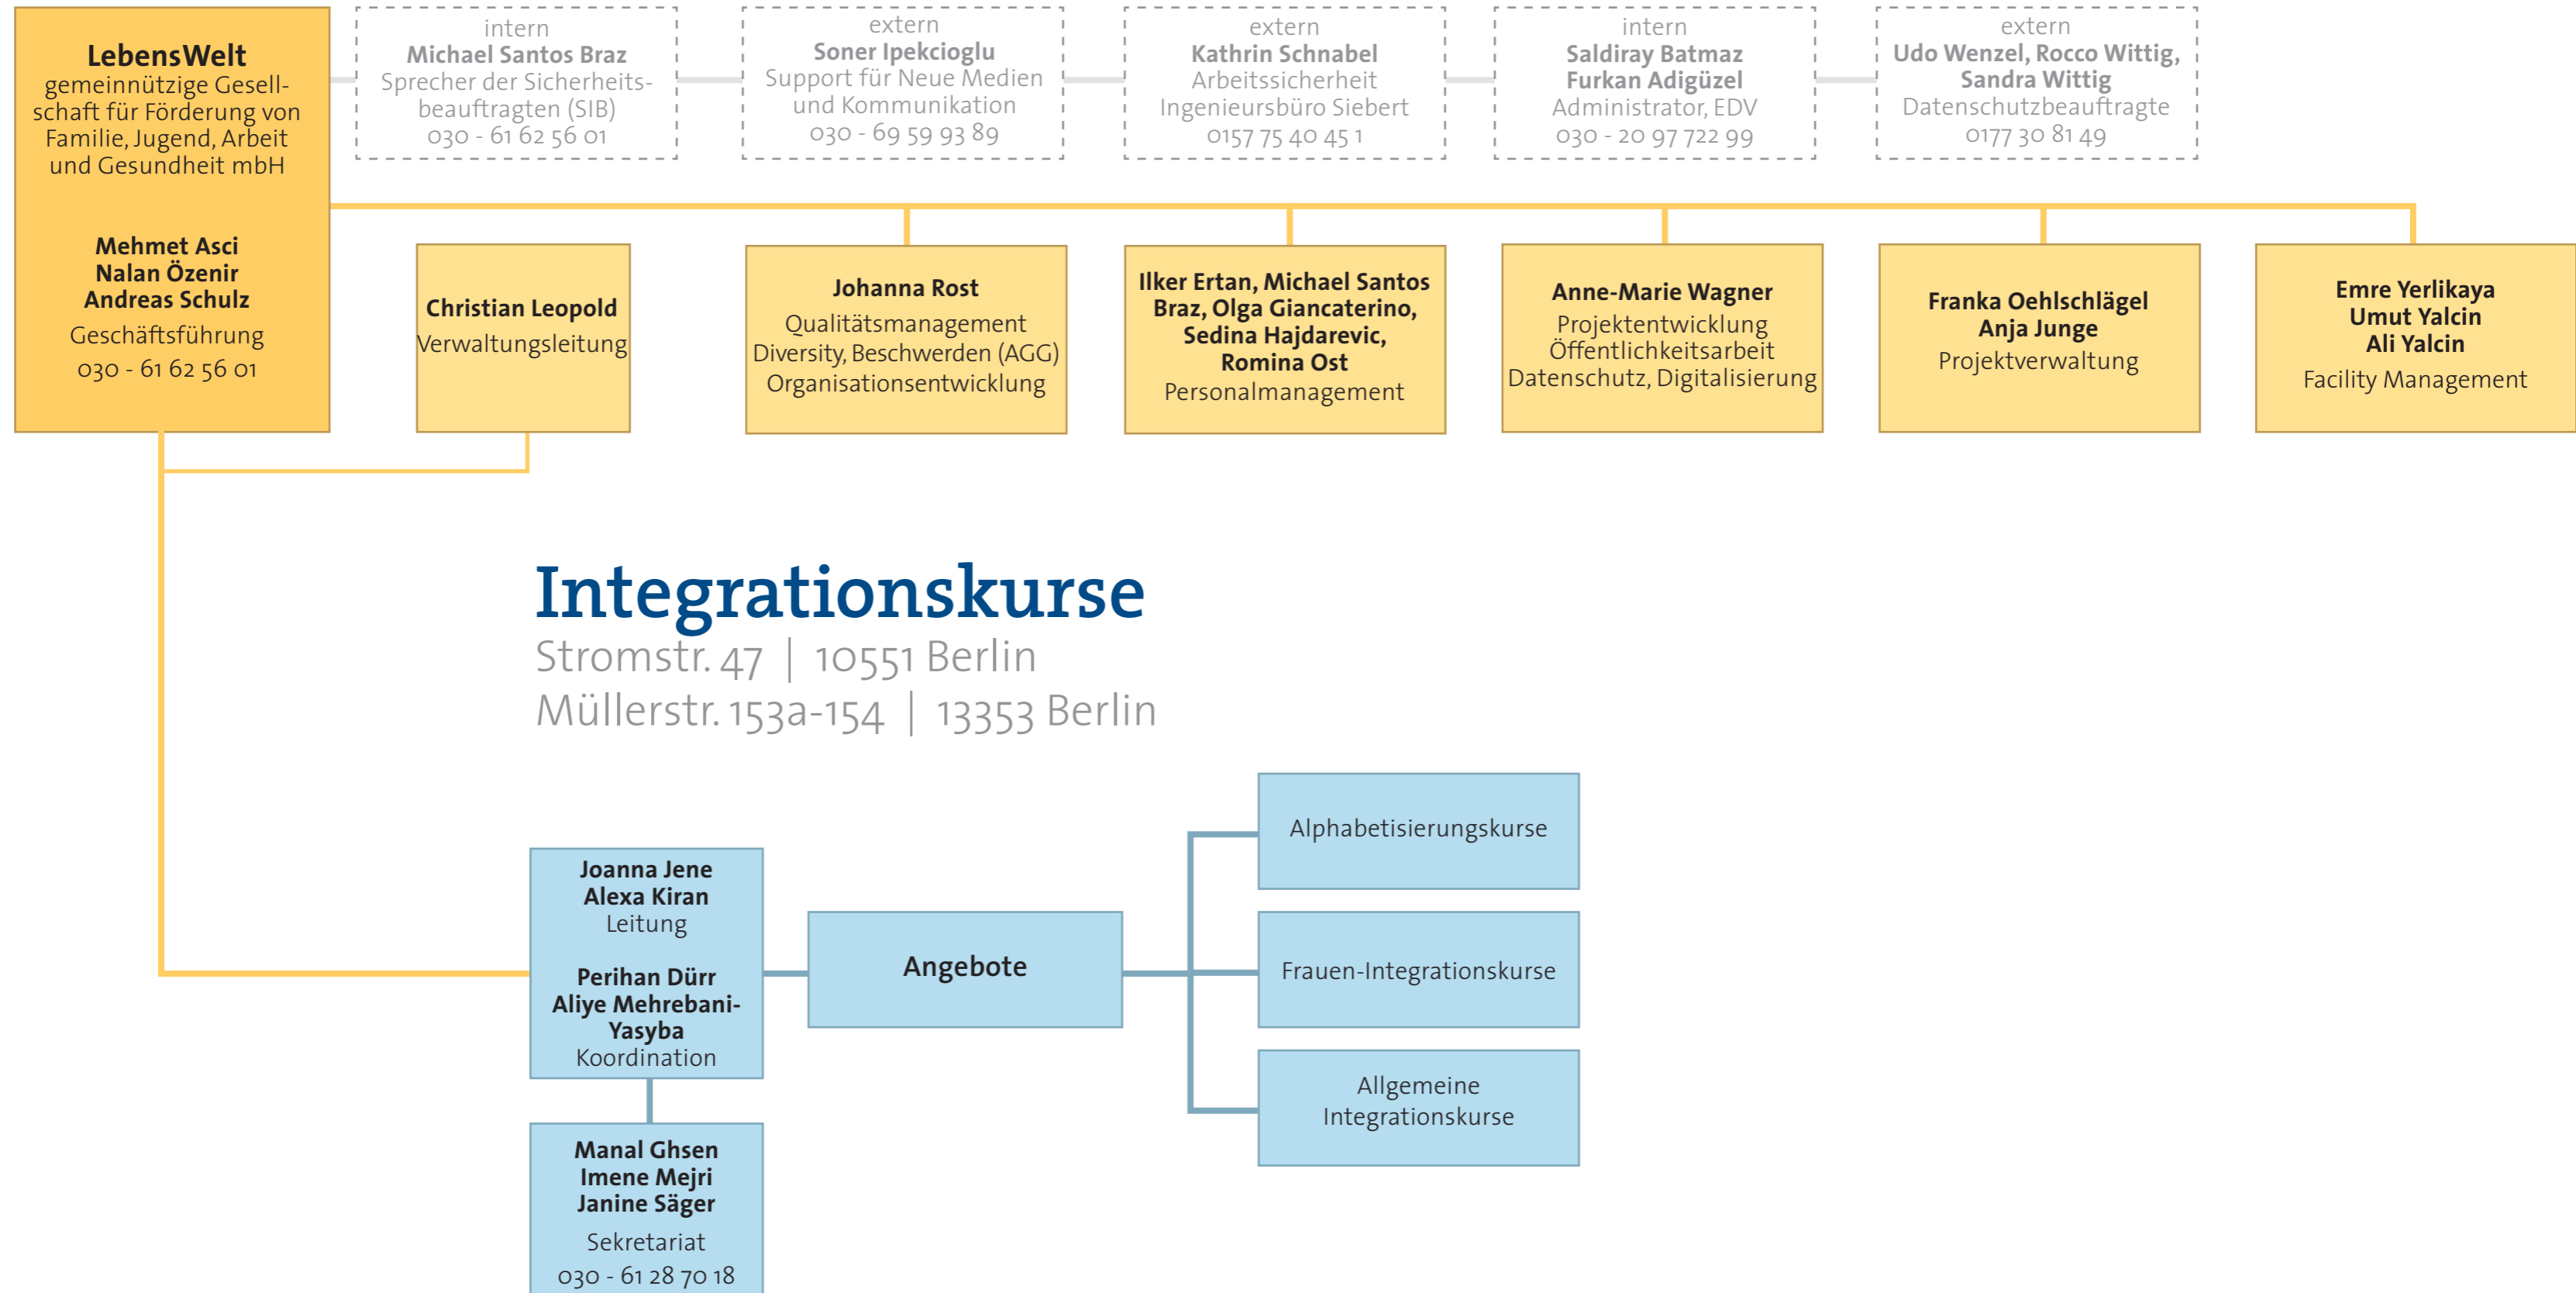 LebensWelt
gemeinnützige Gesell-
schaft für Förderung von
Familie, Jugend, Arbeit
und Gesundheit mbH
Mehmet Asci
Nalan Özenir
Andreas Schulz
Geschäftsführung
030 - 61 62 56 01
intern
Michael Santos Braz
Sprecher der Sicherheits-
beauftragten (SIB)
030 - 61 62 56 01
extern
Soner Ipekcioglu
Support für Neue Medien
und Kommunikation
030 - 69 59 93 89
extern
Kathrin Schnabel
Arbeitssicherheit
Ingenieursbüro Siebert
0157 75 40 45 1
intern
Saldiray Batmaz
Furkan Adigüzel
Administrator, EDV
030 - 20 97 722 99
extern
Udo Wenzel, Rocco Wittig,
Sandra Wittig
Datenschutzbeauftragte
0177 30 81 49
Christian Leopold
Verwaltungsleitung
Johanna Rost
Qualitätsmanagement
Diversity, Beschwerden (AGG)
Organisationsentwicklung
Ilker Ertan, Michael Santos
Braz, Olga Giancaterino,
Sedina Hajdarevic,
Romina Ost
Personalmanagement
Anne-Marie Wagner
Projektentwicklung
Öffentlichkeitsarbeit
Datenschutz, Digitalisierung
Franka Oehlschlägel
Anja Junge
Projektverwaltung
Emre Yerlikaya
Umut Yalcin
Ali Yalcin
Facility Management
Integrationskurse
Stromstr. 47 | 10551 Berlin
Müllerstr. 153a-154 | 13353 Berlin
Joanna Jene
Alexa Kiran
Leitung
Perihan Dürr
Aliye Mehrebani-
Yasyba
Koordination
Manal Ghsen
Imene Mejri
Janine Säger
Sekretariat
030 - 61 28 70 18
Angebote
Alphabetisierungskurse
Frauen-Integrationskurse
Allgemeine
Integrationskurse